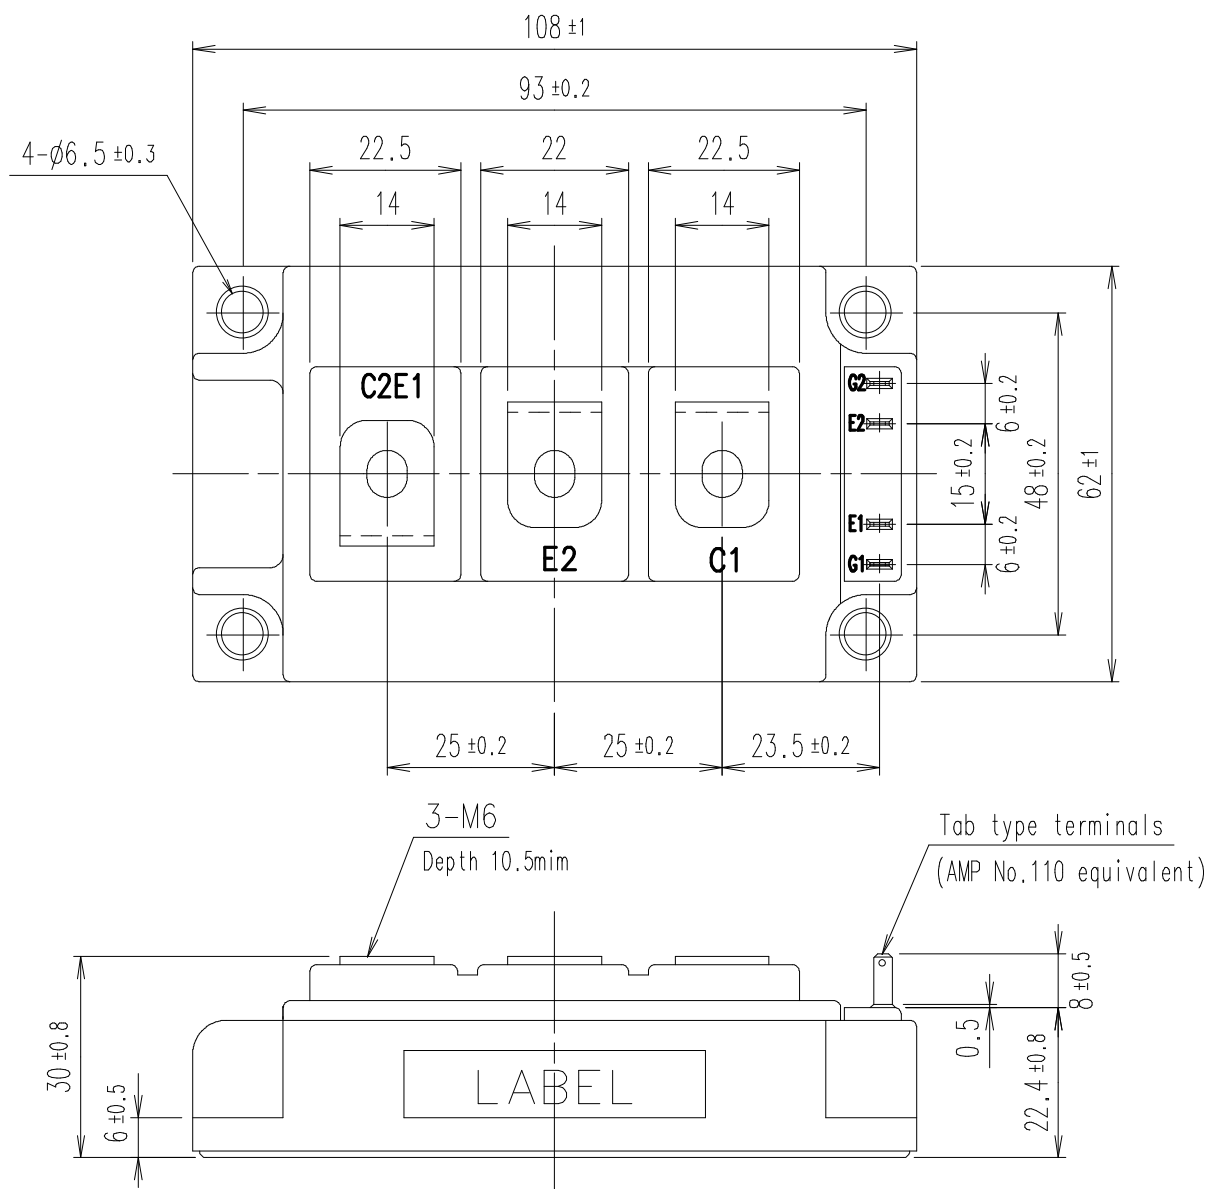 108 ±1
93 ±0.2
4-ø6.5 ±0.3
22.5
22
22.5
14
14
14
C2E1
E2
C1
G2
E2
E1
G1
6 ±0.2
15 ±0.2
6 ±0.2
48 ±0.2
62 ±1
25 ±0.2
25 ±0.2
23.5 ±0.2
3-M6
Depth 10.5mim
Tab type terminals
(AMP No.110 equivalent)
30 ±0.8
6 ±0.5
LABEL
8 ±0.5
0.5
22.4 ±0.8